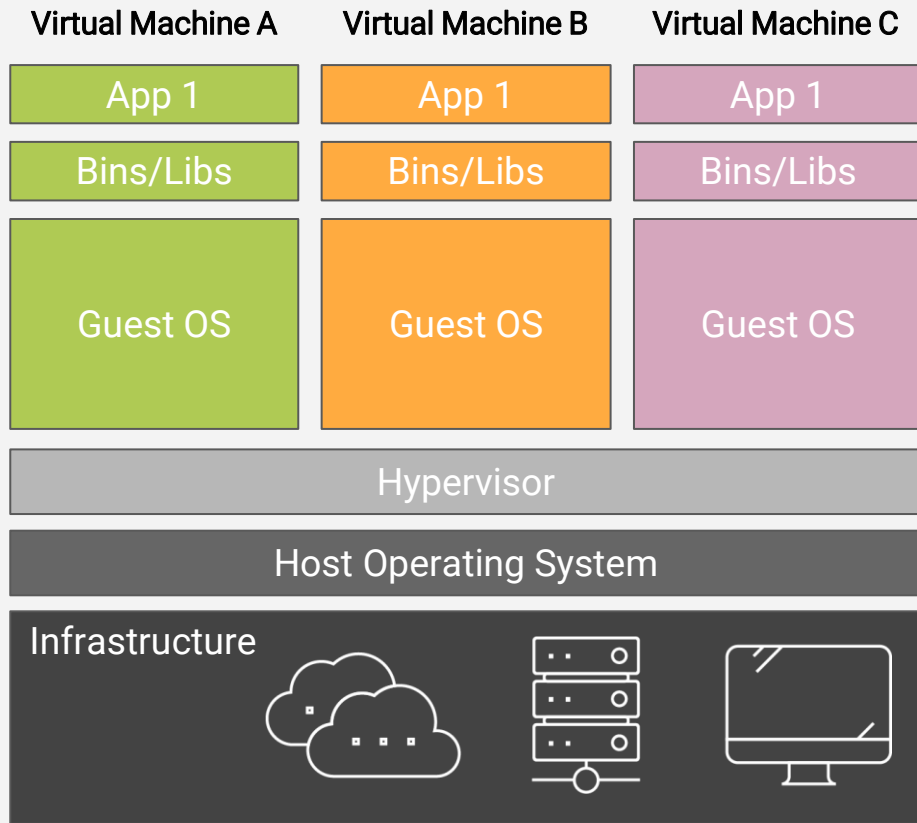 Virtual Machine A
Virtual Machine B
Virtual Machine C
App 1
App 1
App 1
Bins/Libs
Bins/Libs
Bins/Libs
Guest OS
Guest OS
Guest OS
Hypervisor
Host Operating System
Infrastructure